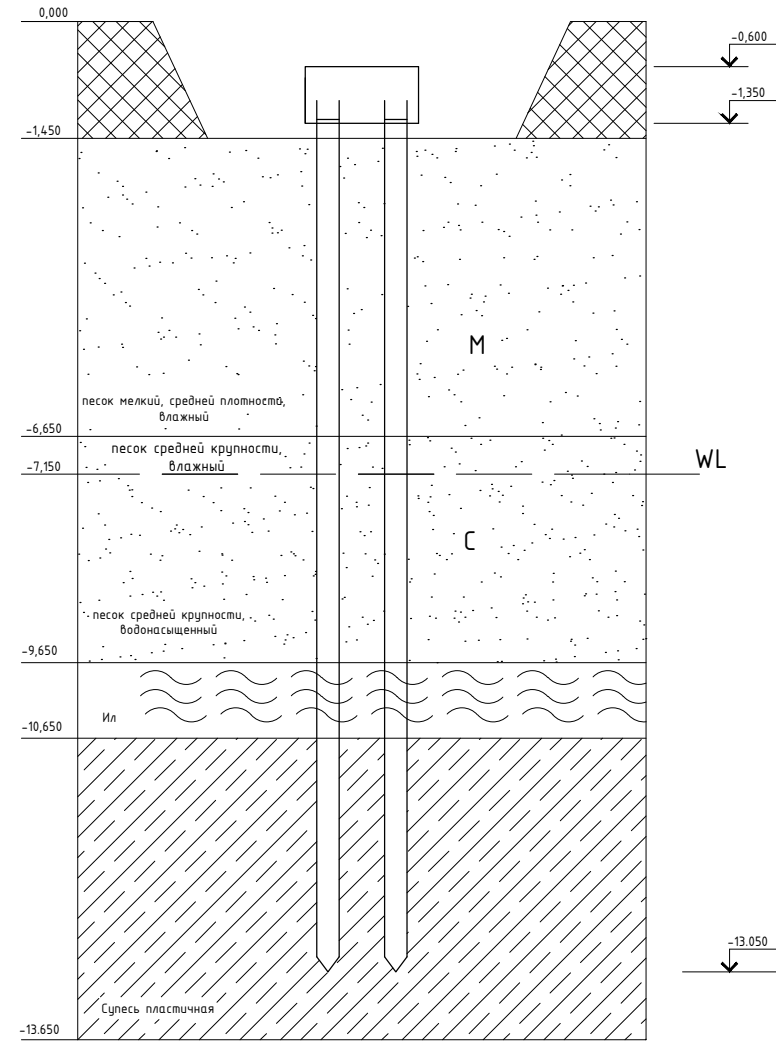 0,000
-0,600
-1,350
-1,450
М
песок мелкий, средней плотности,
влажный
-6,650
песок средней крупности,
влажный
-7,150
WL
С
песок средней крупности,
водонасыщенный
-9,650
Ил
-10,650
-13.050
Супесь пластичная
-13.650